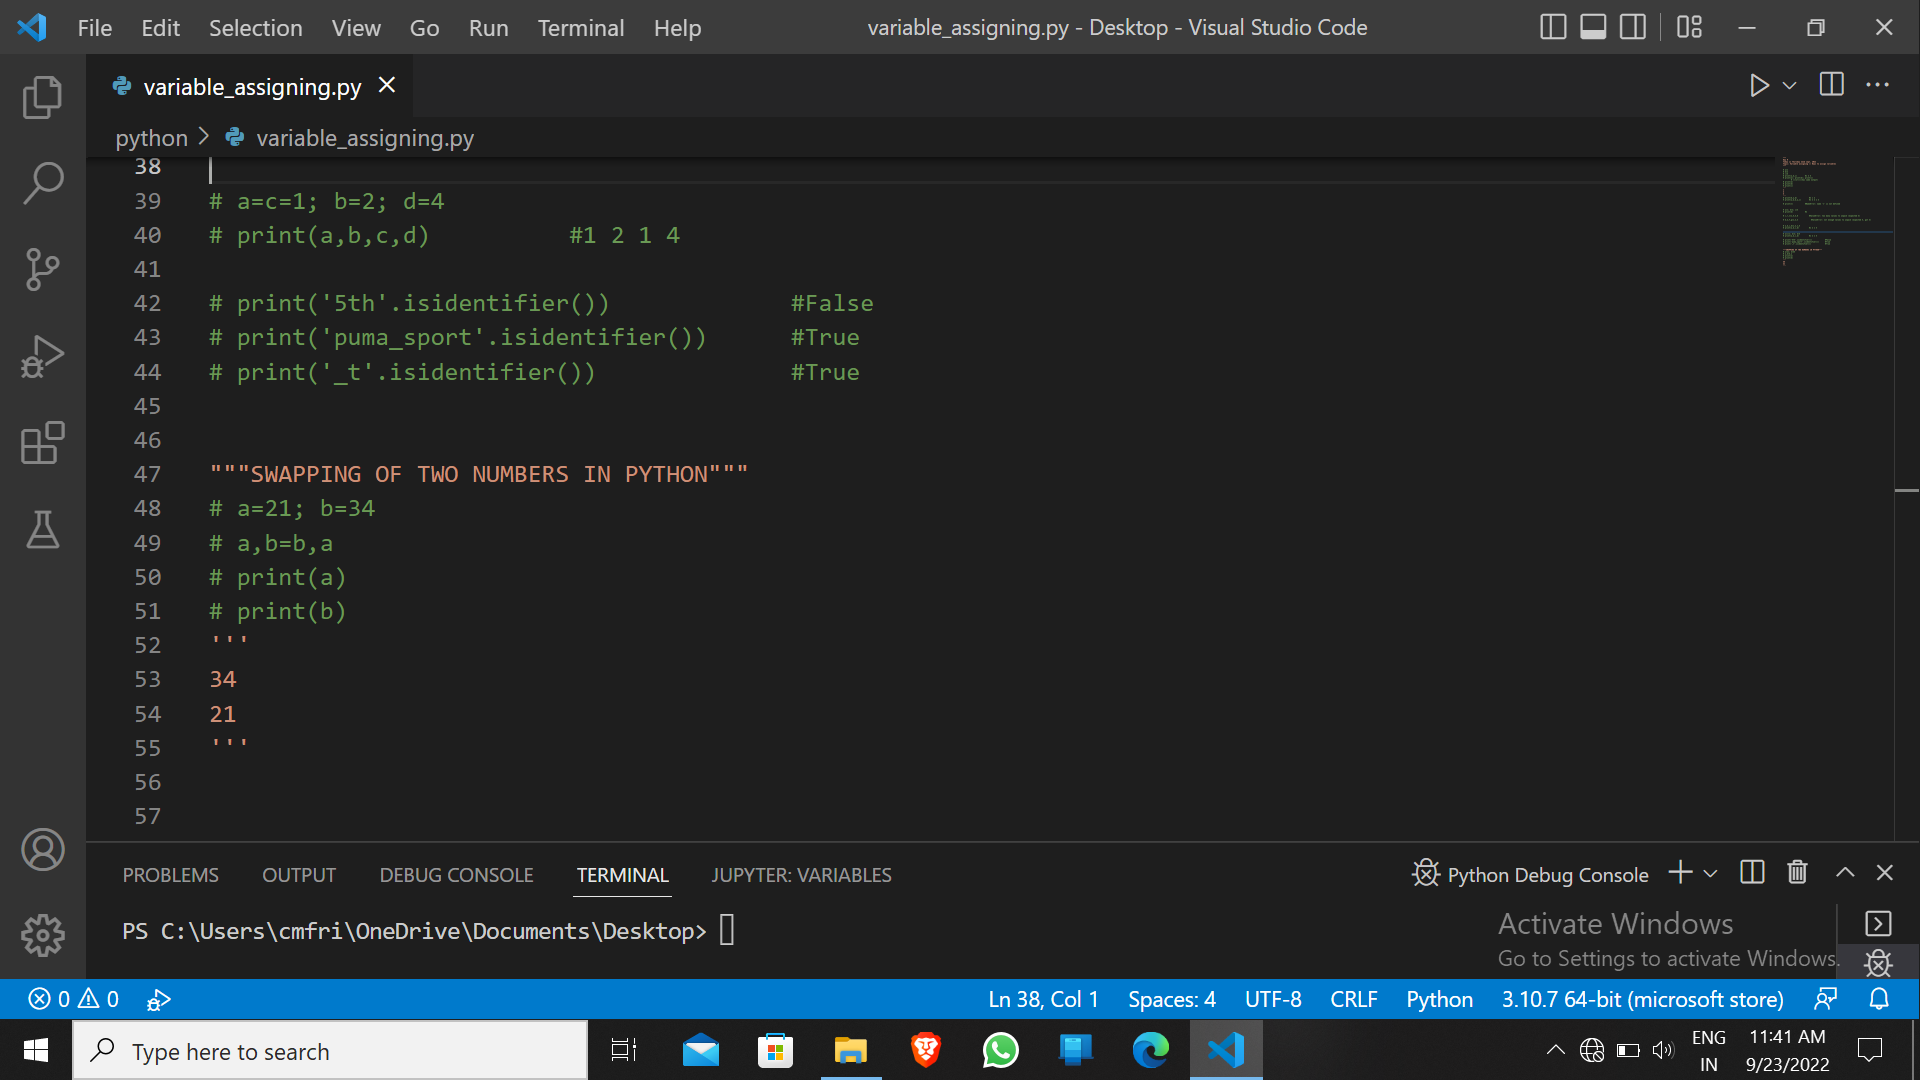 File Edit Selection View Go Run Terminal Help variable_assigning.py - Desktop - Visual Studio Code
variable_assigning.py
python > variable_assigning.py
38
39 # a=c=1; b=2; d=4
40 # print(a,b,c,d) #1 2 1 4
41
42 # print('5th'.isidentifier()) #False
43 # print('puma_sport'.isidentifier()) #True
44 # print('_t'.isidentifier()) #True
45
46
47 """SWAPPING OF TWO NUMBERS IN PYTHON"""
48 # a=21; b=34
49 # a,b=b,a
50 # print(a)
51 # print(b)
52 '''
53 34
54 21
55 '''
56
57
PROBLEMS OUTPUT DEBUG CONSOLE TERMINAL JUPYTER: VARIABLES Python Debug Console
PS C:\Users\cmfri\OneDrive\Documents\Desktop>
Activate Windows
Go to Settings to activate Windows.
0 0 Ln 38, Col 1 Spaces: 4 UTF-8 CRLF Python 3.10.7 64-bit (microsoft store)
Type here to search
ENG 11:41 AM
IN 9/23/2022